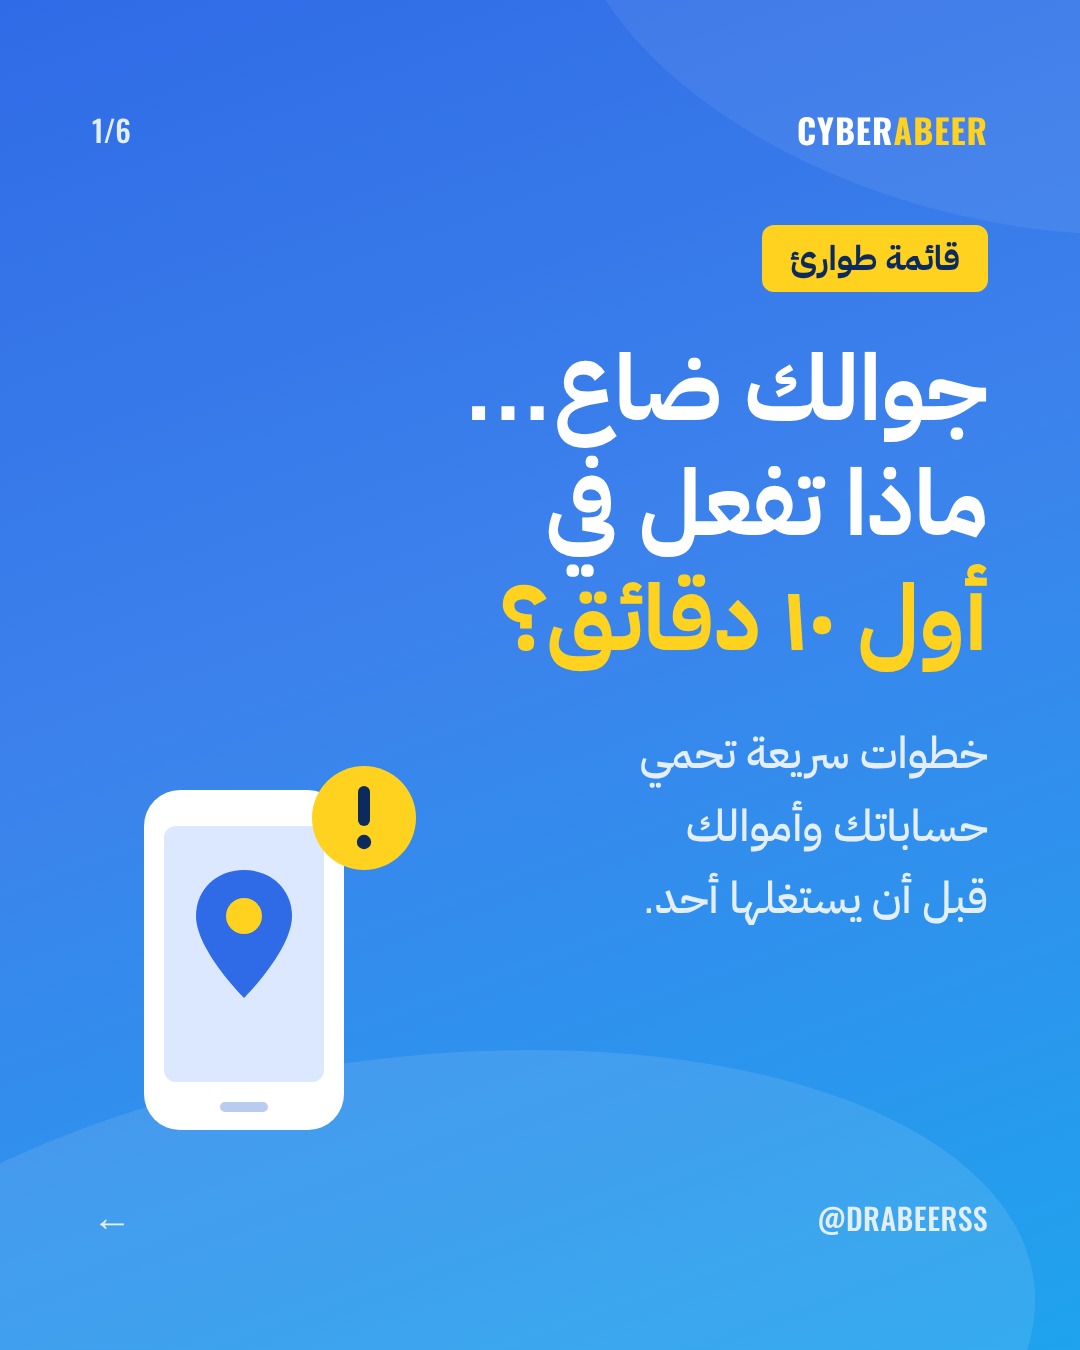 CYBERABEER
1/6
قائمة طوارئ
جوالك ضاع...
ماذا تفعل في
أول ١٠ دقائق؟
خطوات سريعة تحمي
حساباتك وأموالك
قبل أن يستغلها أحد.
!
@DRABEERSS
←